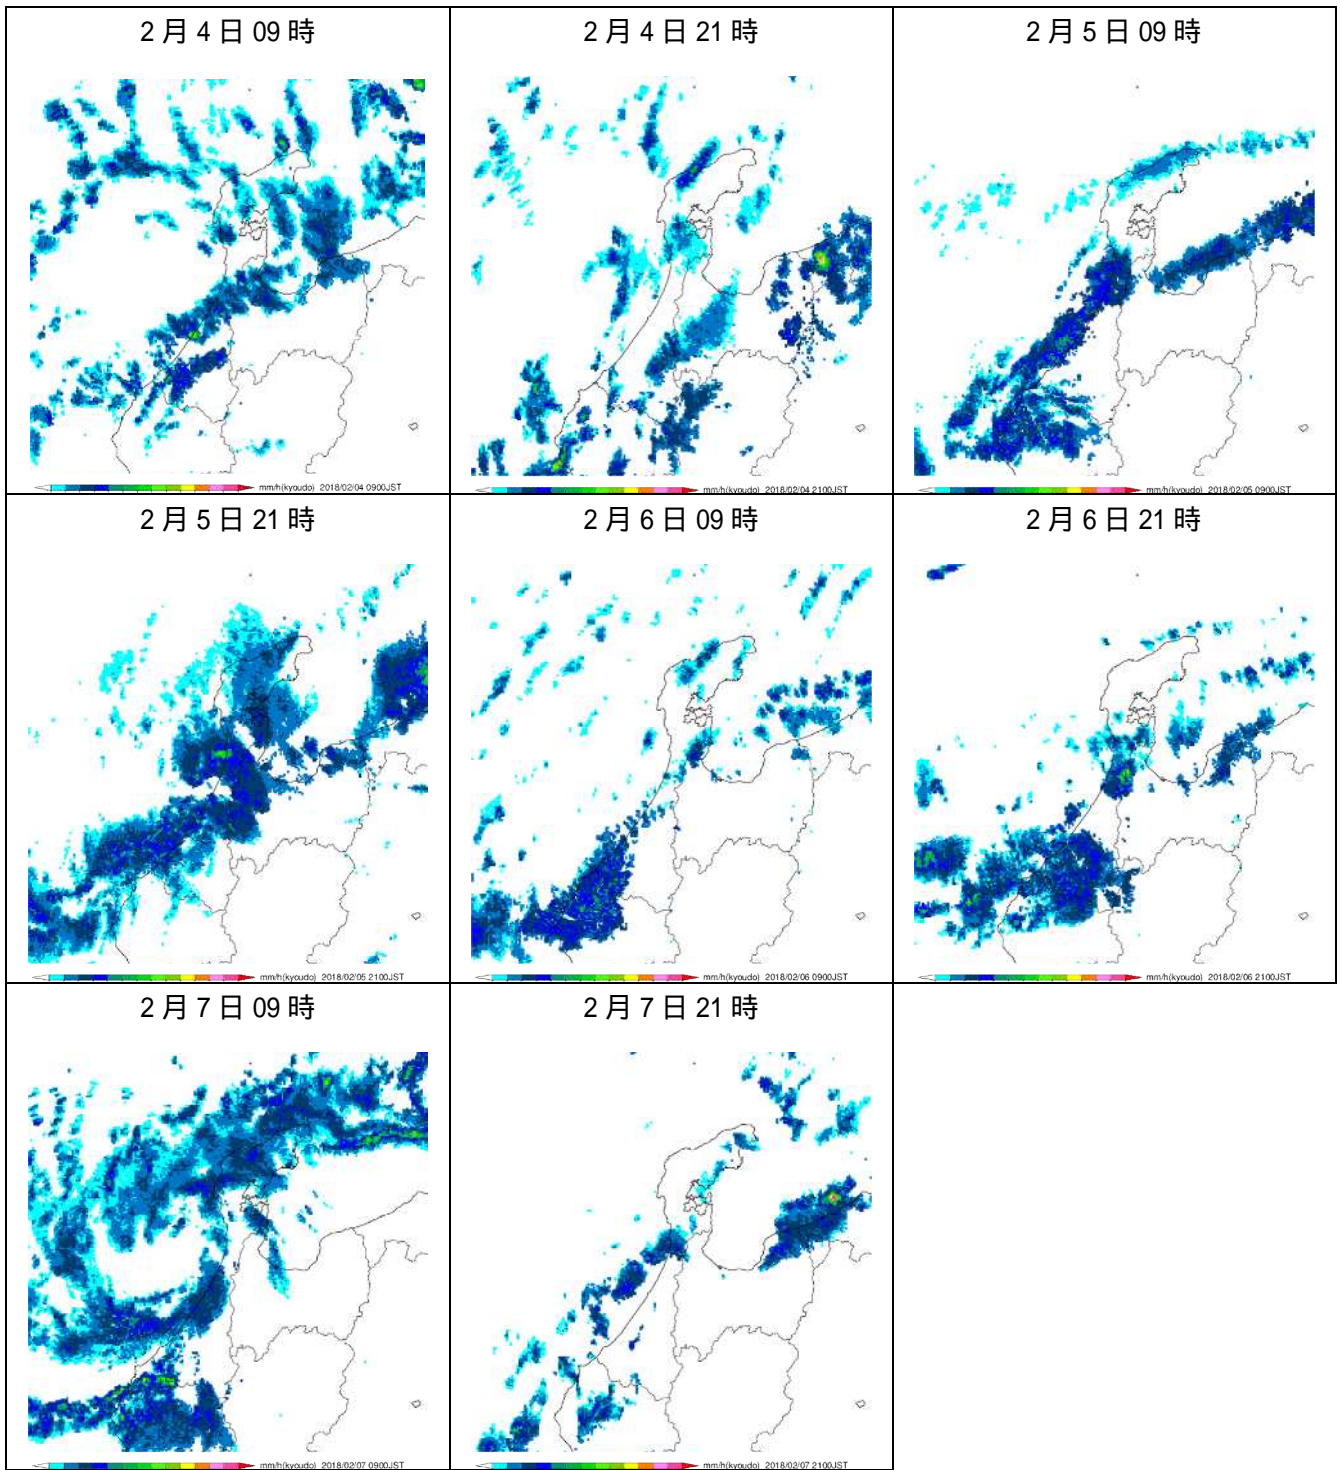 2月4日09時
2月4日21時
2月5日09時
mm/h(kyoudo) 2018/02/04 0900JST
mm/h(kyoudo) 2018/02/04 2100JST
mm/h(kyoudo) 2018/02/05 0900JST
2月5日21時
2月6日09時
2月6日21時
mm/h(kyoudo) 2018/02/05 2100JST
mm/h(kyoudo) 2018/02/06 0900JST
mm/h(kyoudo) 2018/02/06 2100JST
2月7日09時
2月7日21時
mm/h(kyoudo) 2018/02/07 0900JST
mm/h(kyoudo) 2018/02/07 2100JST